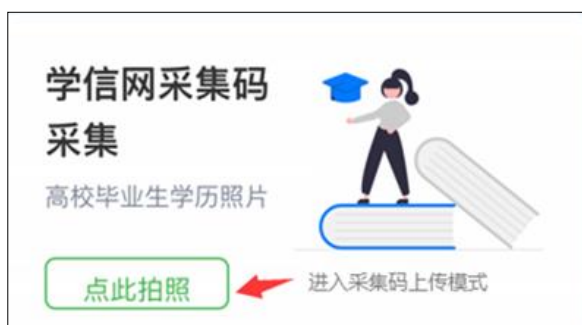 学信网采集码
采集
高校毕业生学历照片
点此拍照
进入采集码上传模式